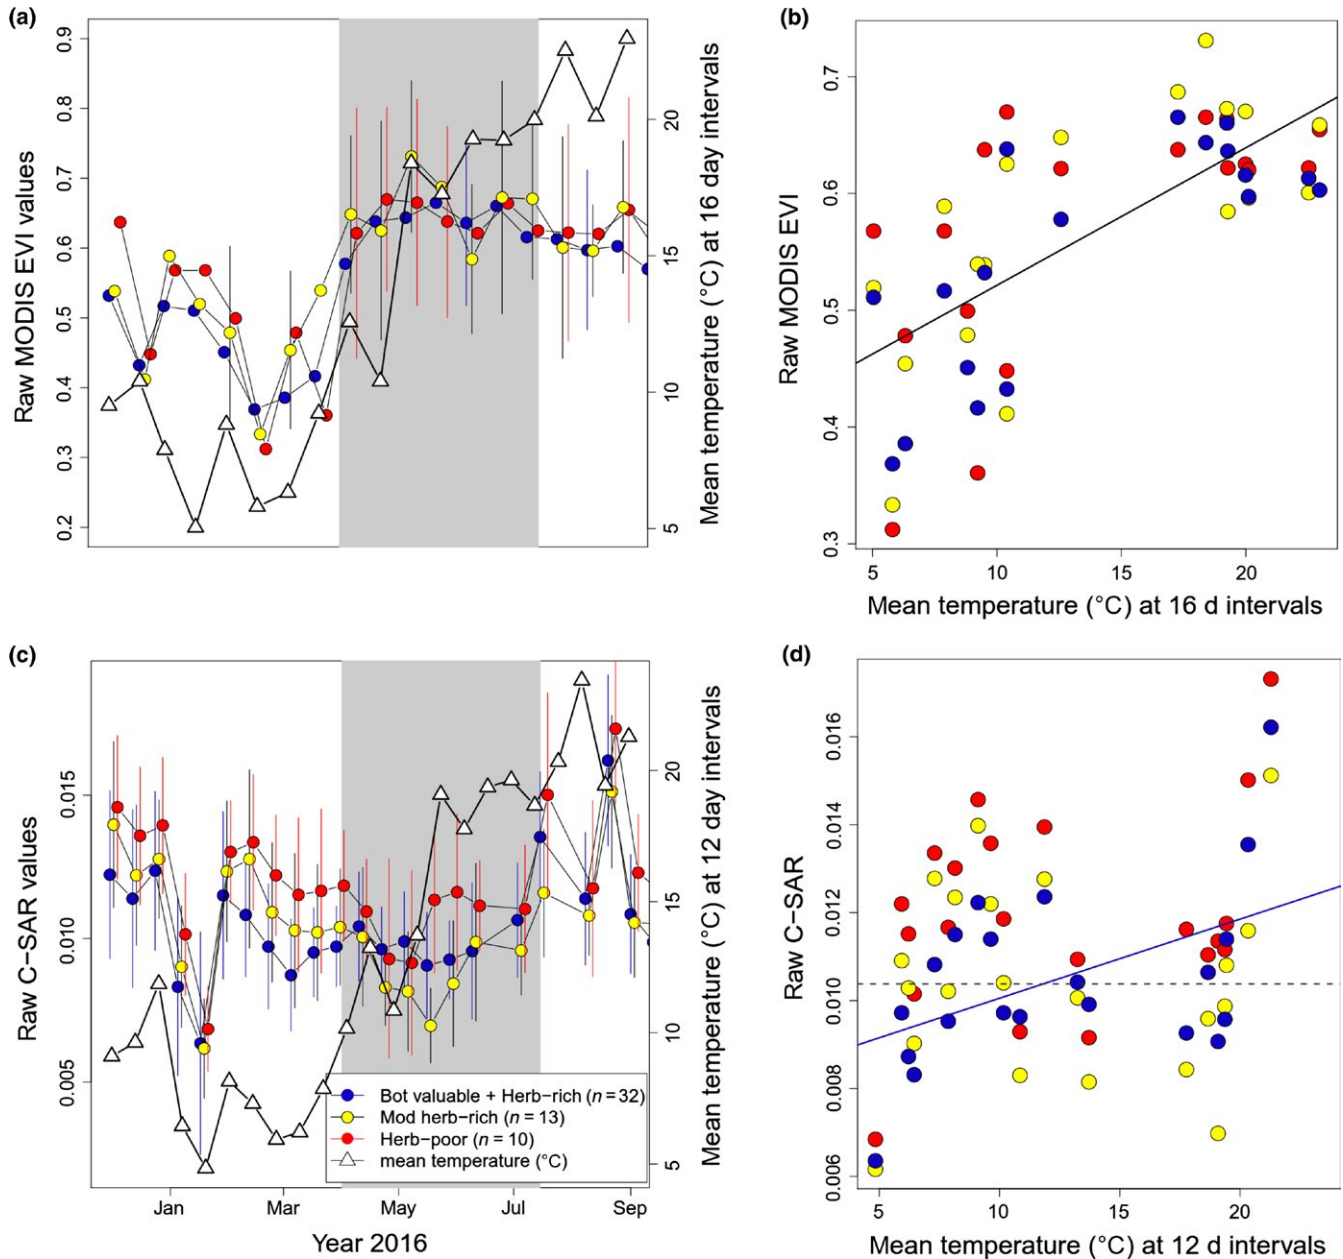 (a)
0.9
0.8
0.7
0.6
0.5
0.4
0.3
0.2
Raw MODIS EVI values
20
15
10
5
Mean temperature (°C) at 16 day intervals
(b)
0.7
0.6
0.5
0.4
0.3
Raw MODIS EVI
5
10
15
20
Mean temperature (°C) at 16 d intervals
(c)
0.015
0.010
0.005
Raw C−SAR values
20
15
10
5
Mean temperature (°C) at 12 day intervals
Bot valuable + Herb−rich (n = 32)
Mod herb−rich (n = 13)
Herb−poor (n = 10)
mean temperature (°C)
Jan
Mar
May
Jul
Sep
Year 2016
(d)
0.016
0.014
0.012
0.010
0.008
0.006
Raw C−SAR
5
10
15
20
Mean temperature (°C) at 12 d intervals